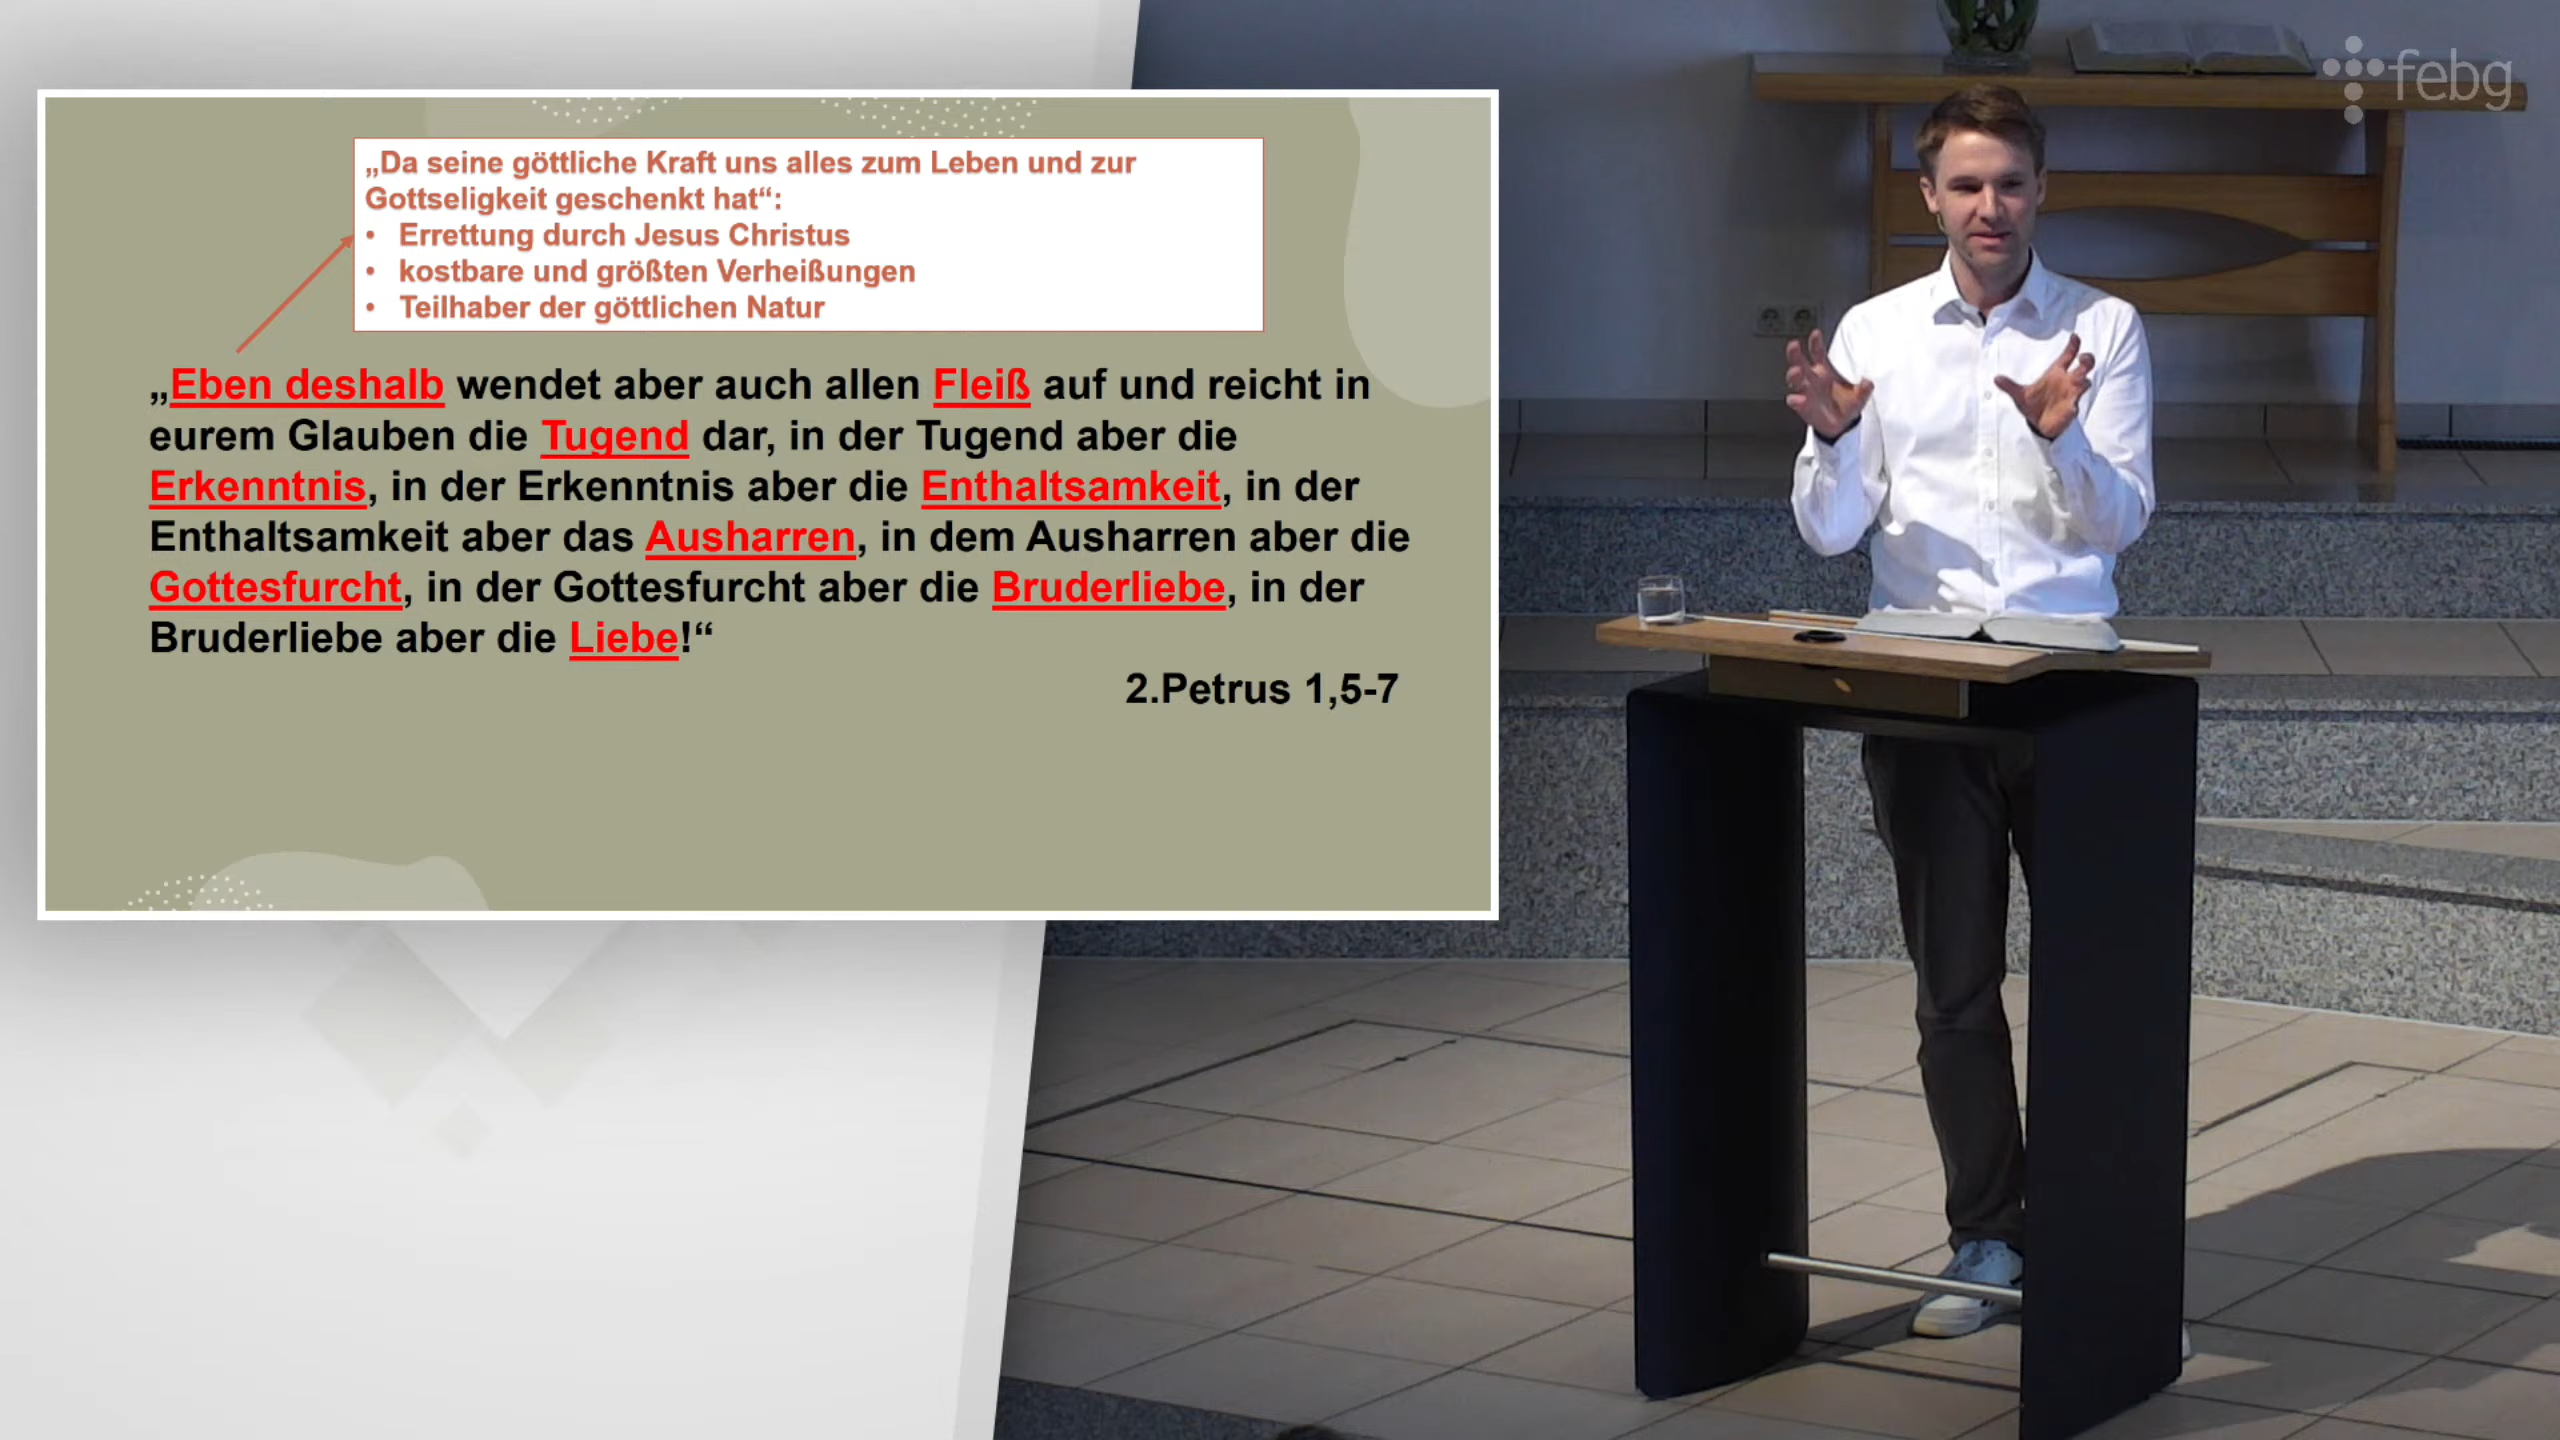 „Da seine göttliche Kraft uns alles zum Leben und zur
Gottseligkeit geschenkt hat“:
• Errettung durch Jesus Christus
• kostbare und größten Verheißungen
• Teilhaber der göttlichen Natur
„Eben deshalb wendet aber auch allen Fleiß auf und reicht in
eurem Glauben die Tugend dar, in der Tugend aber die
Erkenntnis, in der Erkenntnis aber die Enthaltsamkeit, in der
Enthaltsamkeit aber das Ausharren, in dem Ausharren aber die
Gottesfurcht, in der Gottesfurcht aber die Bruderliebe, in der
Bruderliebe aber die Liebe!“
2.Petrus 1,5-7
febg